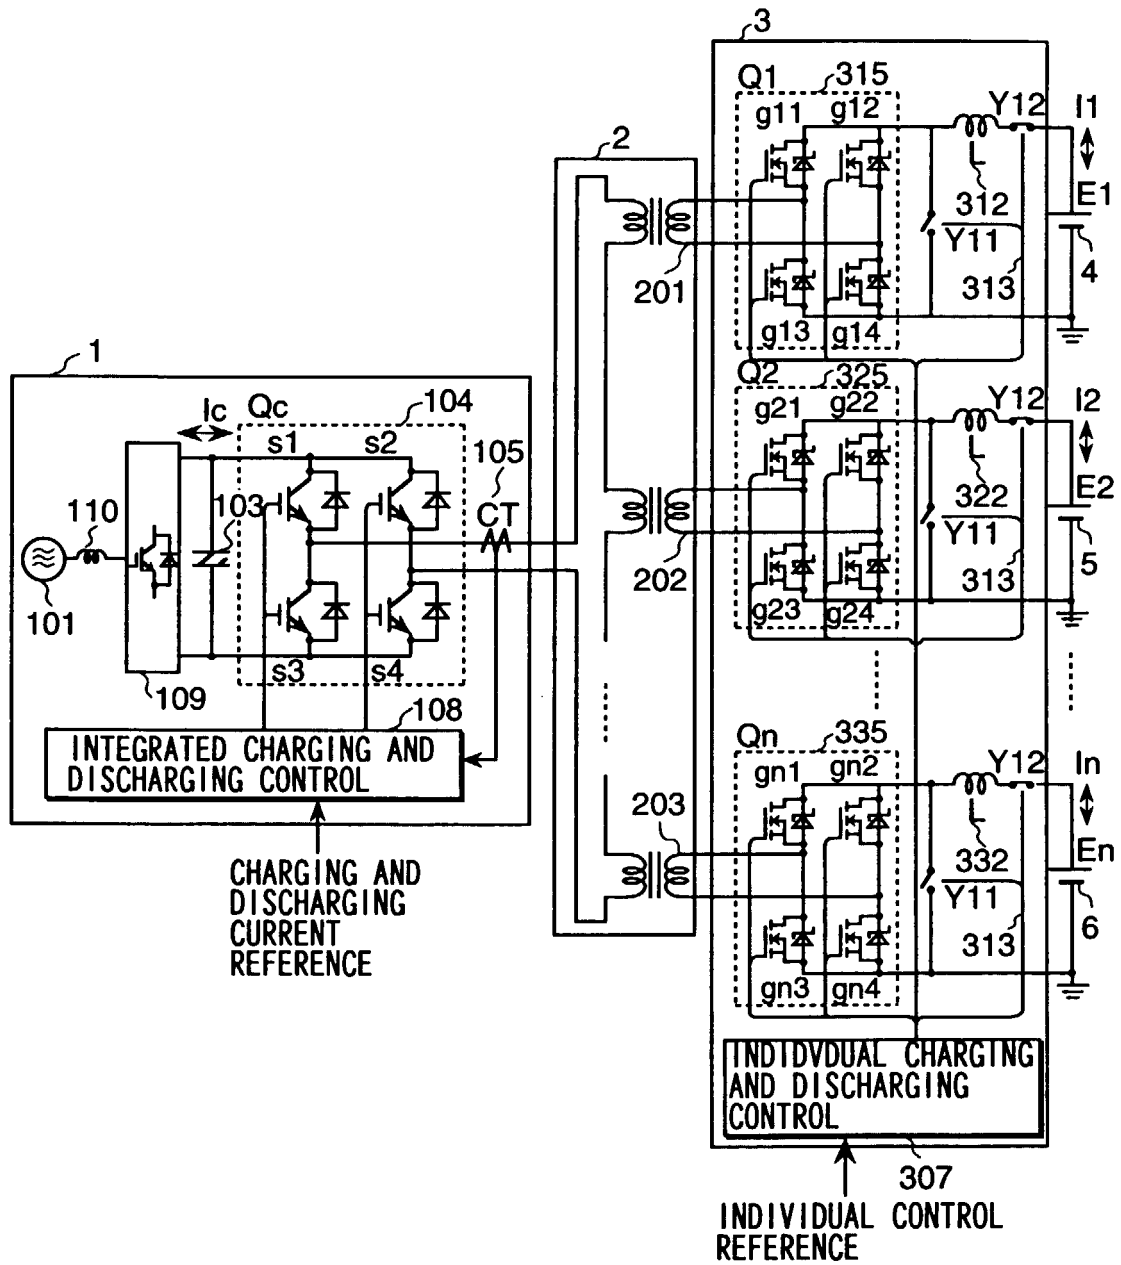 3
Q1
315
g11
g12
Y12
I1
312
E1
Y11
313
4
g13
g14
2
201
Q2
325
g21
g22
Y12
I2
322
E2
Y11
313
5
g23
g24
202
1
Ic
Qc
104
s1
s2
105
CT
110
103
101
109
s3
s4
108
INTEGRATED CHARGING AND
DISCHARGING CONTROL
CHARGING AND
DISCHARGING
CURRENT
REFERENCE
203
Qn
335
gn1
gn2
Y12
In
332
En
Y11
313
6
gn3
gn4
INDIDVDUAL CHARGING
AND DISCHARGING
CONTROL
307
INDIVIDUAL CONTROL
REFERENCE